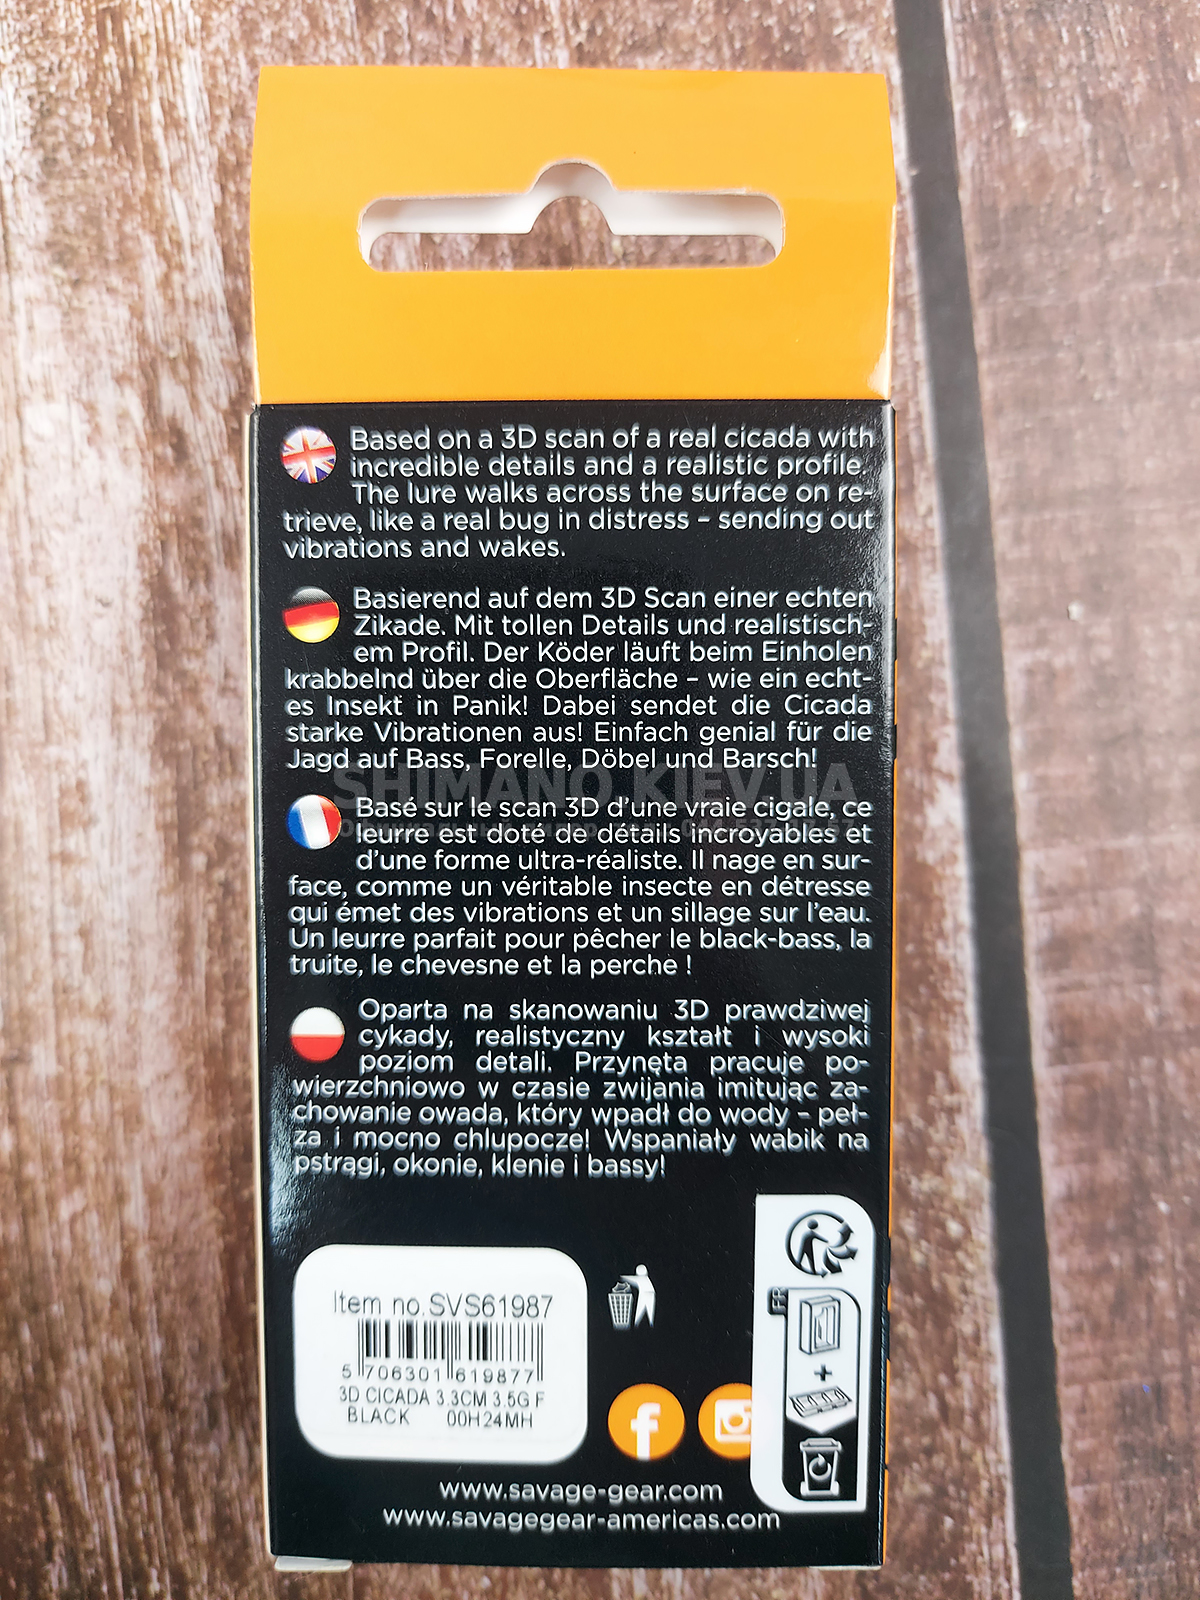 Based on a 3D scan of a real cicada with
incredible details and a realistic profile.
The lure walks across the surface on re-
trieve, like a real bug in distress – sending out
vibrations and wakes.
Basierend auf dem 3D Scan einer echten
Zikade. Mit tollen Details und realistisch-
em Profil. Der Köder läuft beim Einholen
krabbelnd über die Oberfläche – wie ein echt-
es Insekt in Panik! Dabei sendet die Cicada
starke Vibrationen aus! Einfach genial für die
Jagd auf Bass, Forelle, Döbel und Barsch!
SHIMANO.KIEV.UA
Basé sur le scan 3D d'une vraie cigale, ce
leurre est doté de détails incroyables et
d'une forme ultra-réaliste. Il nage en sur-
face, comme un véritable insecte en détresse
qui émet des vibrations et un sillage sur l'eau.
Un leurre parfait pour pêcher le black-bass, la
truite, le chevesne et la perche !
Oparta na skanowaniu 3D prawdziwej
cykady, realistyczny kształt i wysoki
poziom detali. Przynęta pracuje po-
wierzchniowo w czasie zwijania imitując za-
chowanie owada, który wpadł do wody – peł-
za i mocno chlupocze! Wspaniały wabik na
pstrągi, okonie, klenie i bassy!
Item no. SVS61987
5 706301 619877
3D CICADA 3.3CM 3.5G F
BLACK 00H24MH
FR
+
www.savage-gear.com
www.savagegear-americas.com